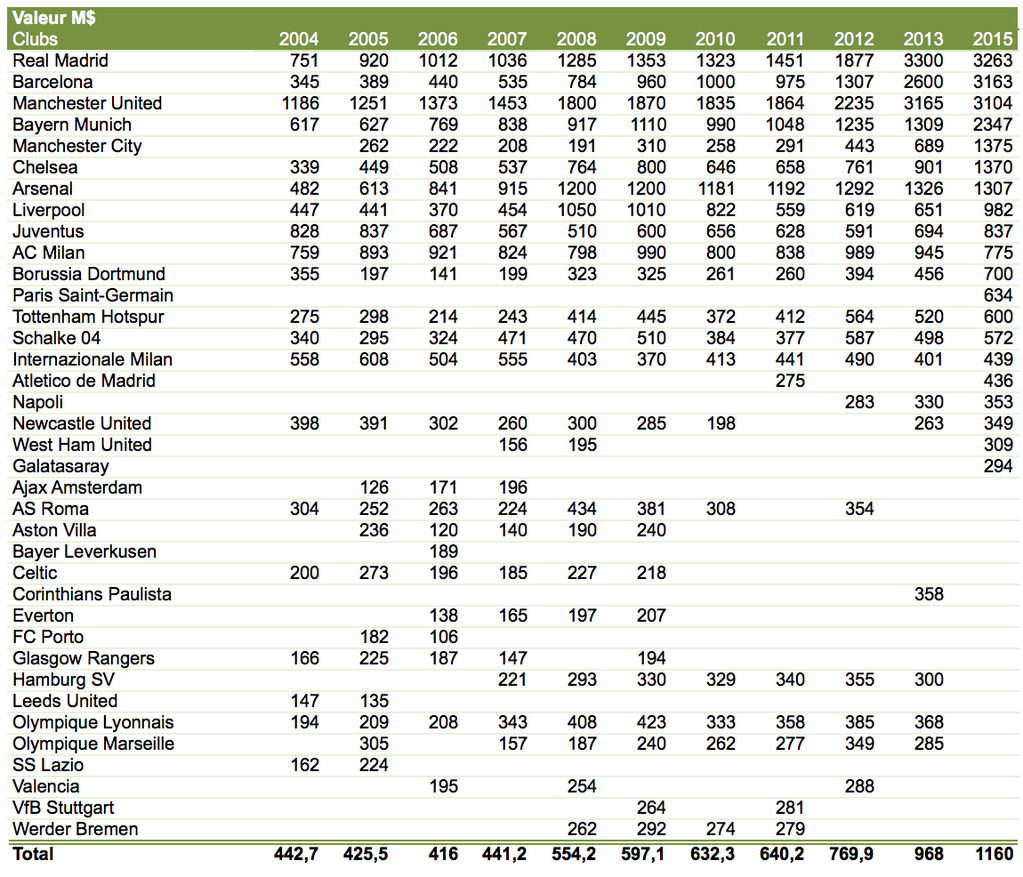 Valeur M$
Clubs 2004 2005 2006 2007 2008 2009 2010 2011 2012 2013 2015
Real Madrid 751 920 1012 1036 1285 1353 1323 1451 1877 3300 3263
Barcelona 345 389 440 535 784 960 1000 975 1307 2600 3163
Manchester United 1186 1251 1373 1453 1800 1870 1835 1864 2235 3165 3104
Bayern Munich 617 627 769 838 917 1110 990 1048 1235 1309 2347
Manchester City 262 222 208 191 310 258 291 443 689 1375
Chelsea 339 449 508 537 764 800 646 658 761 901 1370
Arsenal 482 613 841 915 1200 1200 1181 1192 1292 1326 1307
Liverpool 447 441 370 454 1050 1010 822 559 619 651 982
Juventus 828 837 687 567 510 600 656 628 591 694 837
AC Milan 759 893 921 824 798 990 800 838 989 945 775
Borussia Dortmund 355 197 141 199 323 325 261 260 394 456 700
Paris Saint-Germain 634
Tottenham Hotspur 275 298 214 243 414 445 372 412 564 520 600
Schalke 04 340 295 324 471 470 510 384 377 587 498 572
Internazionale Milan 558 608 504 555 403 370 413 441 490 401 439
Atletico de Madrid 275 436
Napoli 283 330 353
Newcastle United 398 391 302 260 300 285 198 263 349
West Ham United 156 195 309
Galatasaray 294
Ajax Amsterdam 126 171 196
AS Roma 304 252 263 224 434 381 308 354
Aston Villa 236 120 140 190 240
Bayer Leverkusen 189
Celtic 200 273 196 185 227 218
Corinthians Paulista 358
Everton 138 165 197 207
FC Porto 182 106
Glasgow Rangers 166 225 187 147 194
Hamburg SV 221 293 330 329 340 355 300
Leeds United 147 135
Olympique Lyonnais 194 209 208 343 408 423 333 358 385 368
Olympique Marseille 305 157 187 240 262 277 349 285
SS Lazio 162 224
Valencia 195 254 288
VfB Stuttgart 264 281
Werder Bremen 262 292 274 279
Total 442,7 425,5 416 441,2 554,2 597,1 632,3 640,2 769,9 968 1160